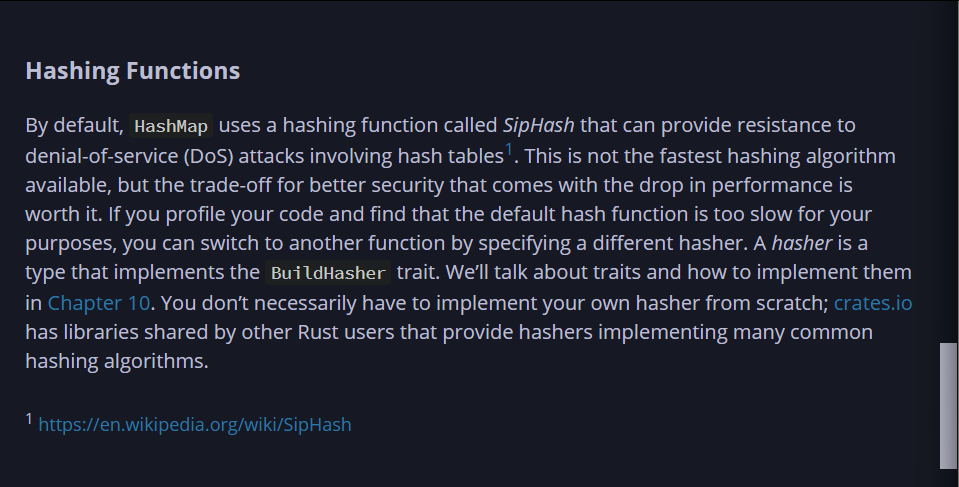 Hashing Functions
By default, HashMap uses a hashing function called SipHash that can provide resistance to
denial-of-service (DoS) attacks involving hash tables1. This is not the fastest hashing algorithm
available, but the trade-off for better security that comes with the drop in performance is
worth it. If you profile your code and find that the default hash function is too slow for your
purposes, you can switch to another function by specifying a different hasher. A hasher is a
type that implements the BuildHasher trait. We’ll talk about traits and how to implement them
in Chapter 10. You don’t necessarily have to implement your own hasher from scratch; crates.io
has libraries shared by other Rust users that provide hashers implementing many common
hashing algorithms.
1 https://en.wikipedia.org/wiki/SipHash